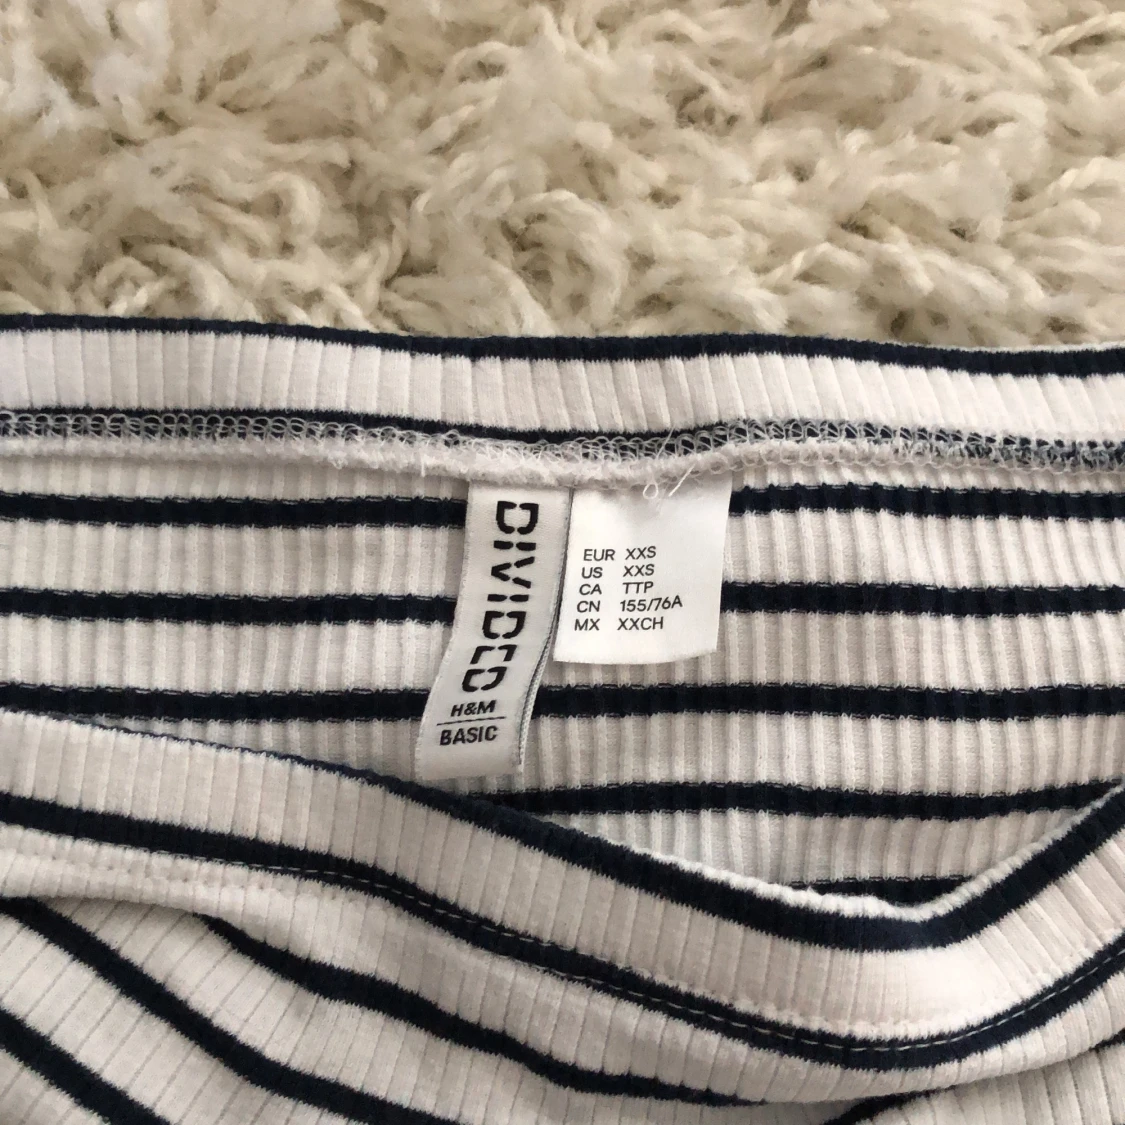 DIVIDED
H&M
BASIC
EUR XXS
US XXS
CA TTP
CN 155/76A
MX XXCH